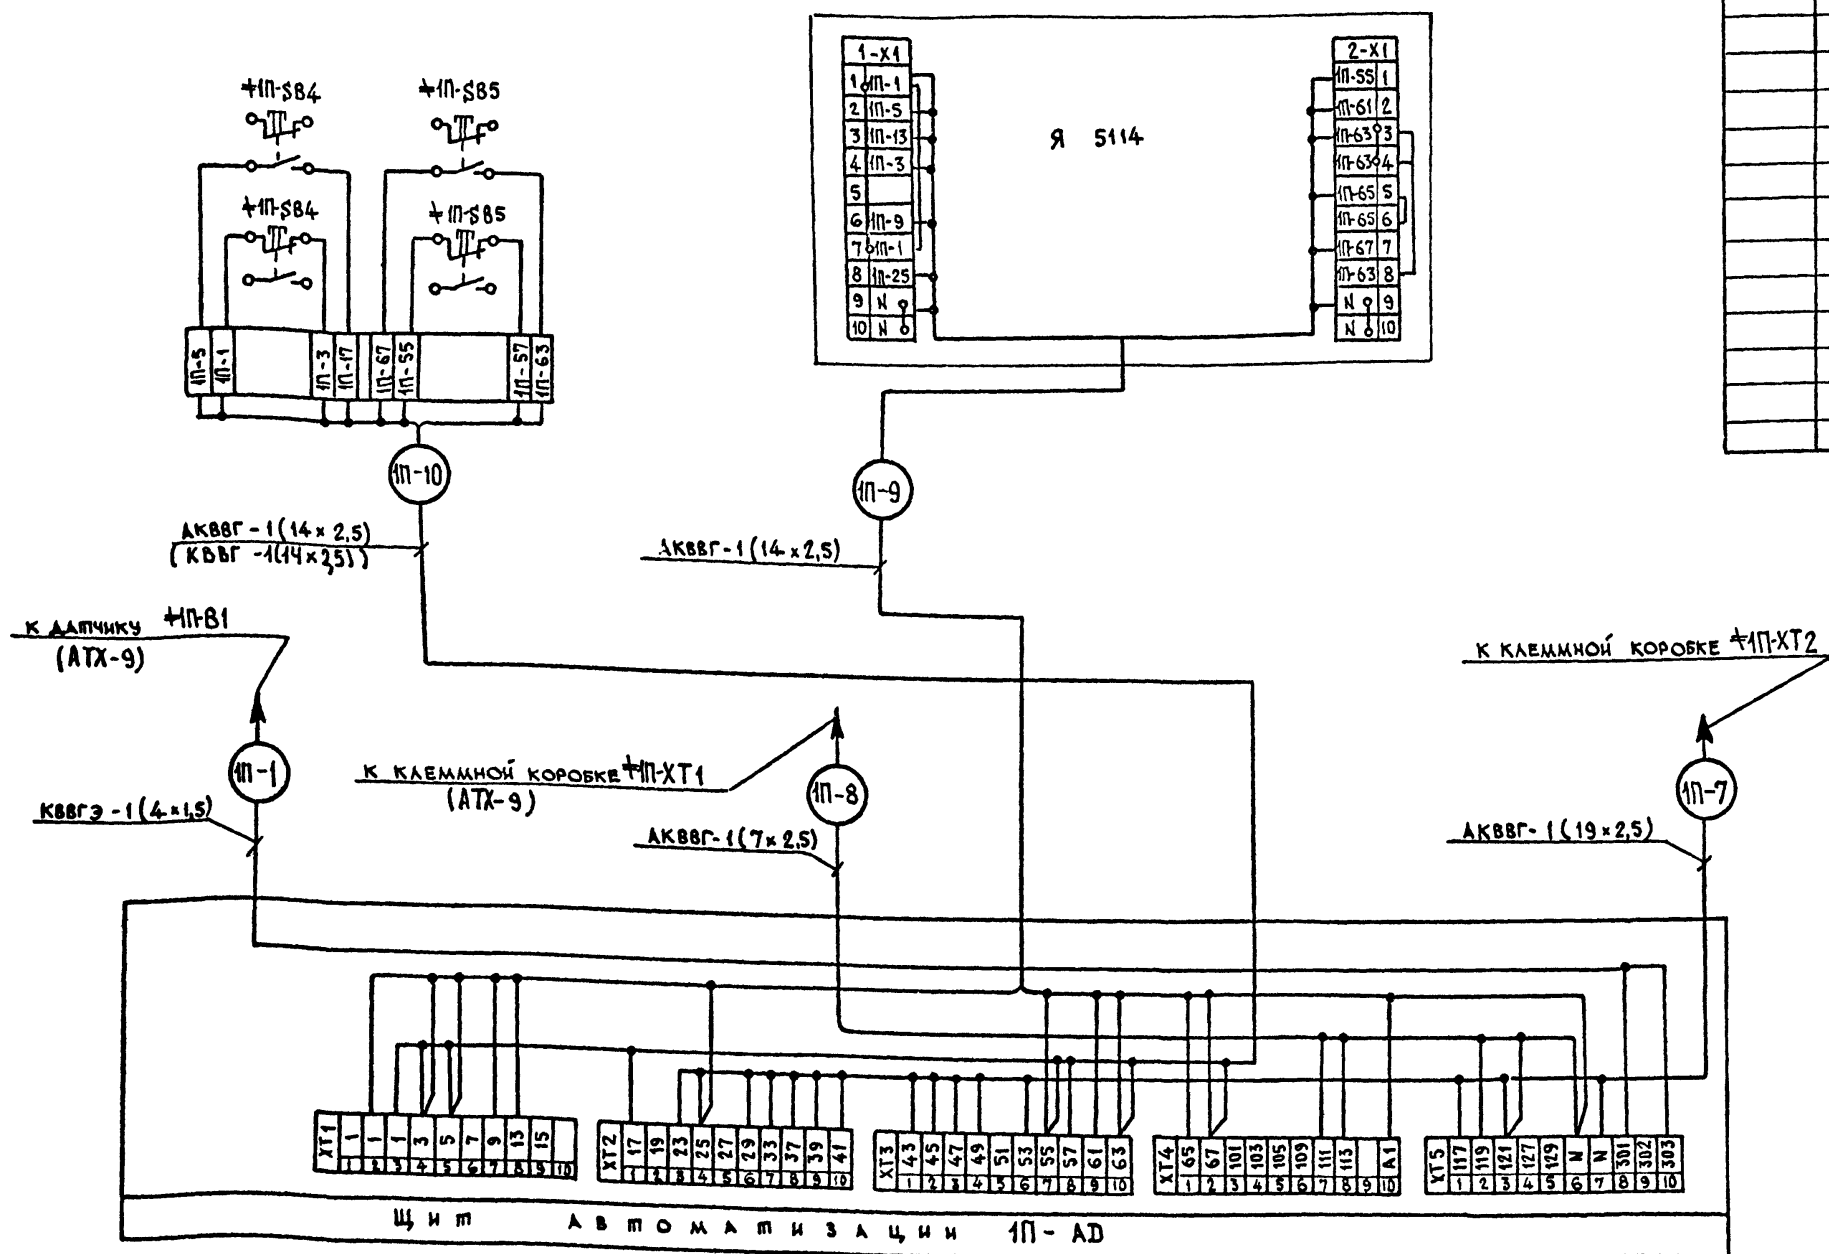 ⌿1П-SB4 ⌿1П-SB5
⌿1П-SB4 ⌿1П-SB5
1П-5 1П-1 1П-3 1П-17 1П-67 1П-55 1П-57 1П-63
1П-10
АКВВГ-1(14×2,5)
(КВВГ-1(14×2,5))
1-X1
1 1П-1
2 1П-5
3 1П-13
4 1П-3
5
6 1П-9
7 1П-1
8 1П-25
9 N
10 N
Я 5114
2-X1
1П-55 1
1П-61 2
1П-63 3
1П-63 4
1П-65 5
1П-65 6
1П-67 7
1П-63 8
N 9
N 10
1П-9
АКВВГ-1(14×2,5)
К ДАТЧИКУ ⌿1П-В1
(АТХ-9)
1П-1
КВВГЭ-1(4×1,5)
К КЛЕММНОЙ КОРОБКЕ ⌿1П-ХТ1
(АТХ-9)
1П-8
АКВВГ-1(7×2,5)
К КЛЕММНОЙ КОРОБКЕ ⌿1П-ХТ2
1П-7
АКВВГ-1(19×2,5)
ХТ1 1 1 1 3 5 7 9 13 15
1 2 3 4 5 6 7 8 9 10
ХТ2 17 19 23 25 27 29 33 37 39 41
1 2 3 4 5 6 7 8 9 10
ХТ3 43 45 47 49 51 53 55 57 61 63
1 2 3 4 5 6 7 8 9 10
ХТ4 65 67 101 103 105 109 111 113 А1
1 2 3 4 5 6 7 8 9 10
ХТ5 117 119 121 127 129 N N 301 302 303
1 2 3 4 5 6 7 8 9 10
ЩИТ АВТОМАТИЗАЦИИ 1П-AD